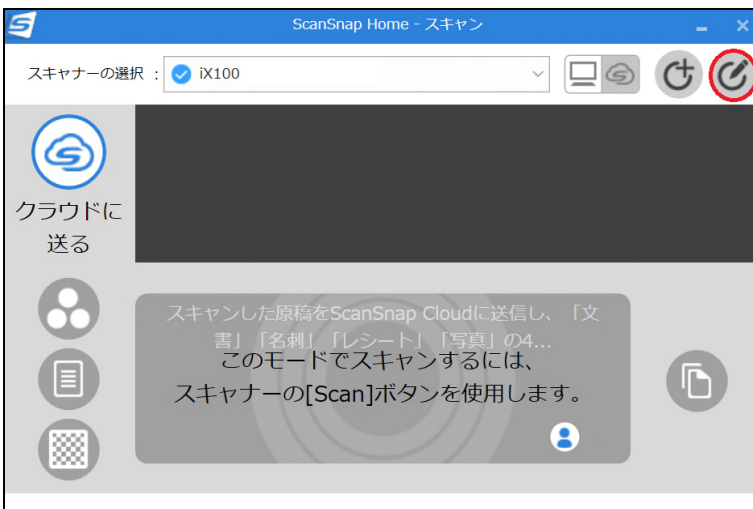 ScanSnap Home - スキャン
スキャナーの選択 : iX100
クラウドに
送る
スキャンした原稿をScanSnap Cloudに送信し、「文
書」「名刺」「レシート」「写真」の4...
このモードでスキャンするには、
スキャナーの[Scan]ボタンを使用します。